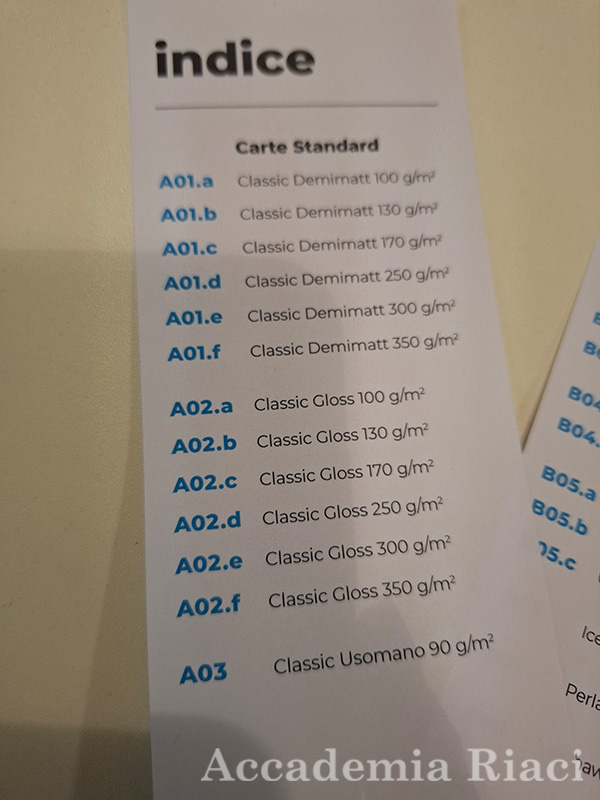 indice
Carte Standard
A01.a Classic Demimatt 100 g/m²
A01.b Classic Demimatt 130 g/m²
A01.c Classic Demimatt 170 g/m²
A01.d Classic Demimatt 250 g/m²
A01.e Classic Demimatt 300 g/m²
A01.f Classic Demimatt 350 g/m²
A02.a Classic Gloss 100 g/m²
A02.b Classic Gloss 130 g/m²
A02.c Classic Gloss 170 g/m²
A02.d Classic Gloss 250 g/m²
A02.e Classic Gloss 300 g/m²
A02.f Classic Gloss 350 g/m²
A03 Classic Usomano 90 g/m²
B04.
B05.a
B05.b
05.c
Accademia Riaci